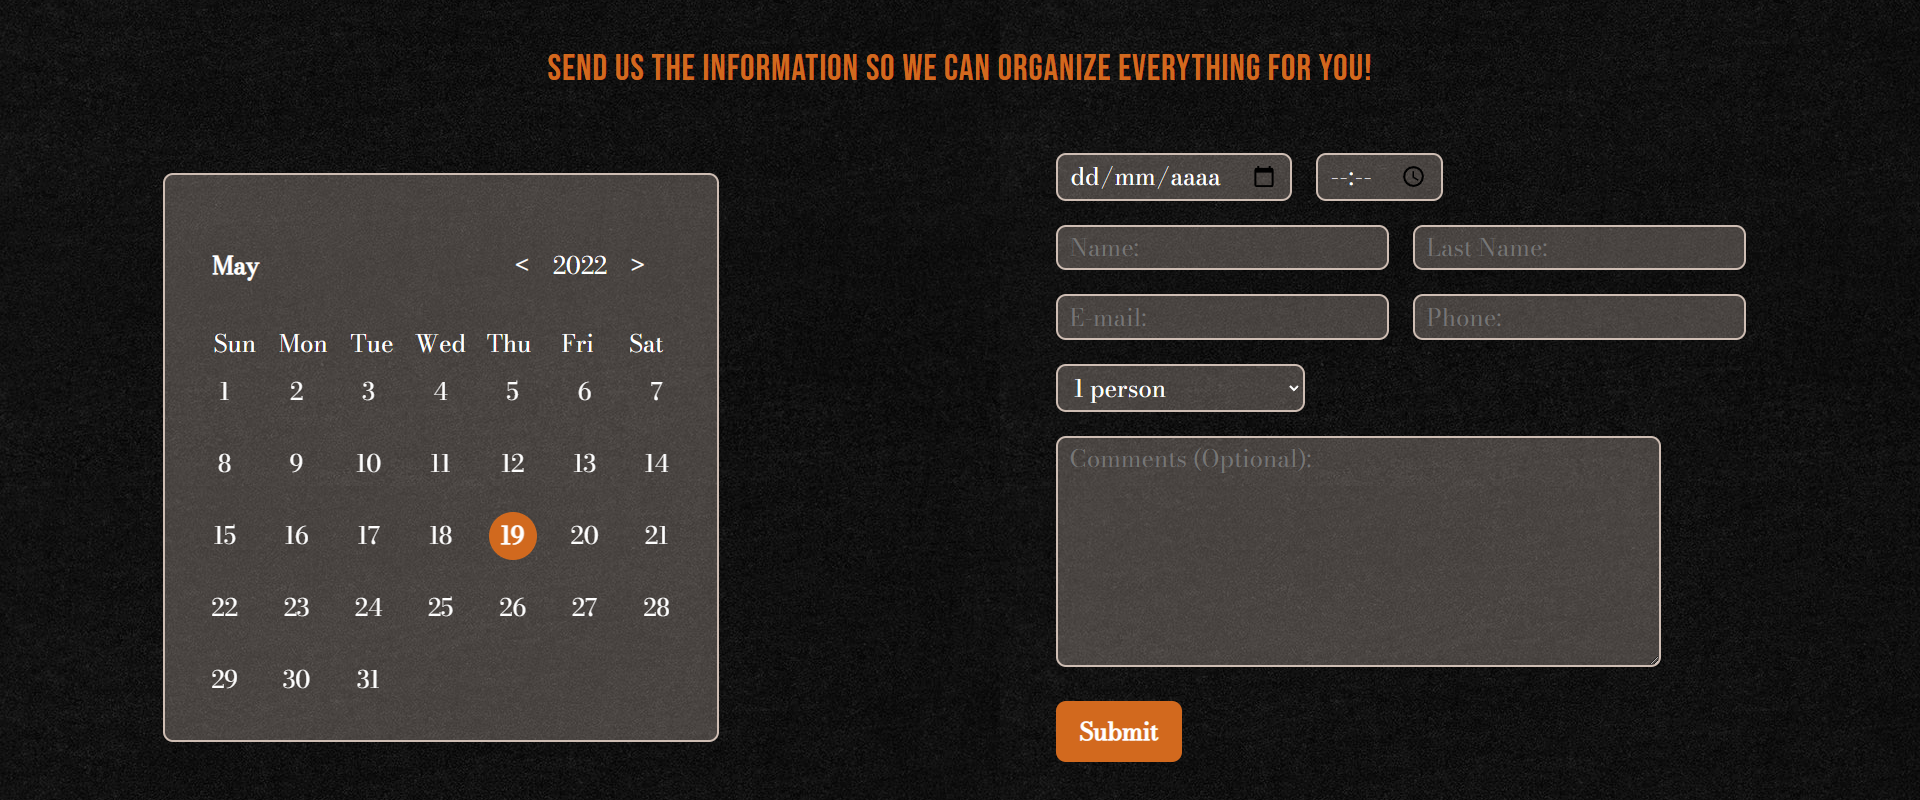 SEND US THE INFORMATION SO WE CAN ORGANIZE EVERYTHING FOR YOU!
May < 2022 >
Sun Mon Tue Wed Thu Fri Sat
1 2 3 4 5 6 7
8 9 10 11 12 13 14
15 16 17 18 19 20 21
22 23 24 25 26 27 28
29 30 31
dd/mm/aaaa --:--
Name: Last Name:
E-mail: Phone:
1 person
Comments (Optional):
Submit